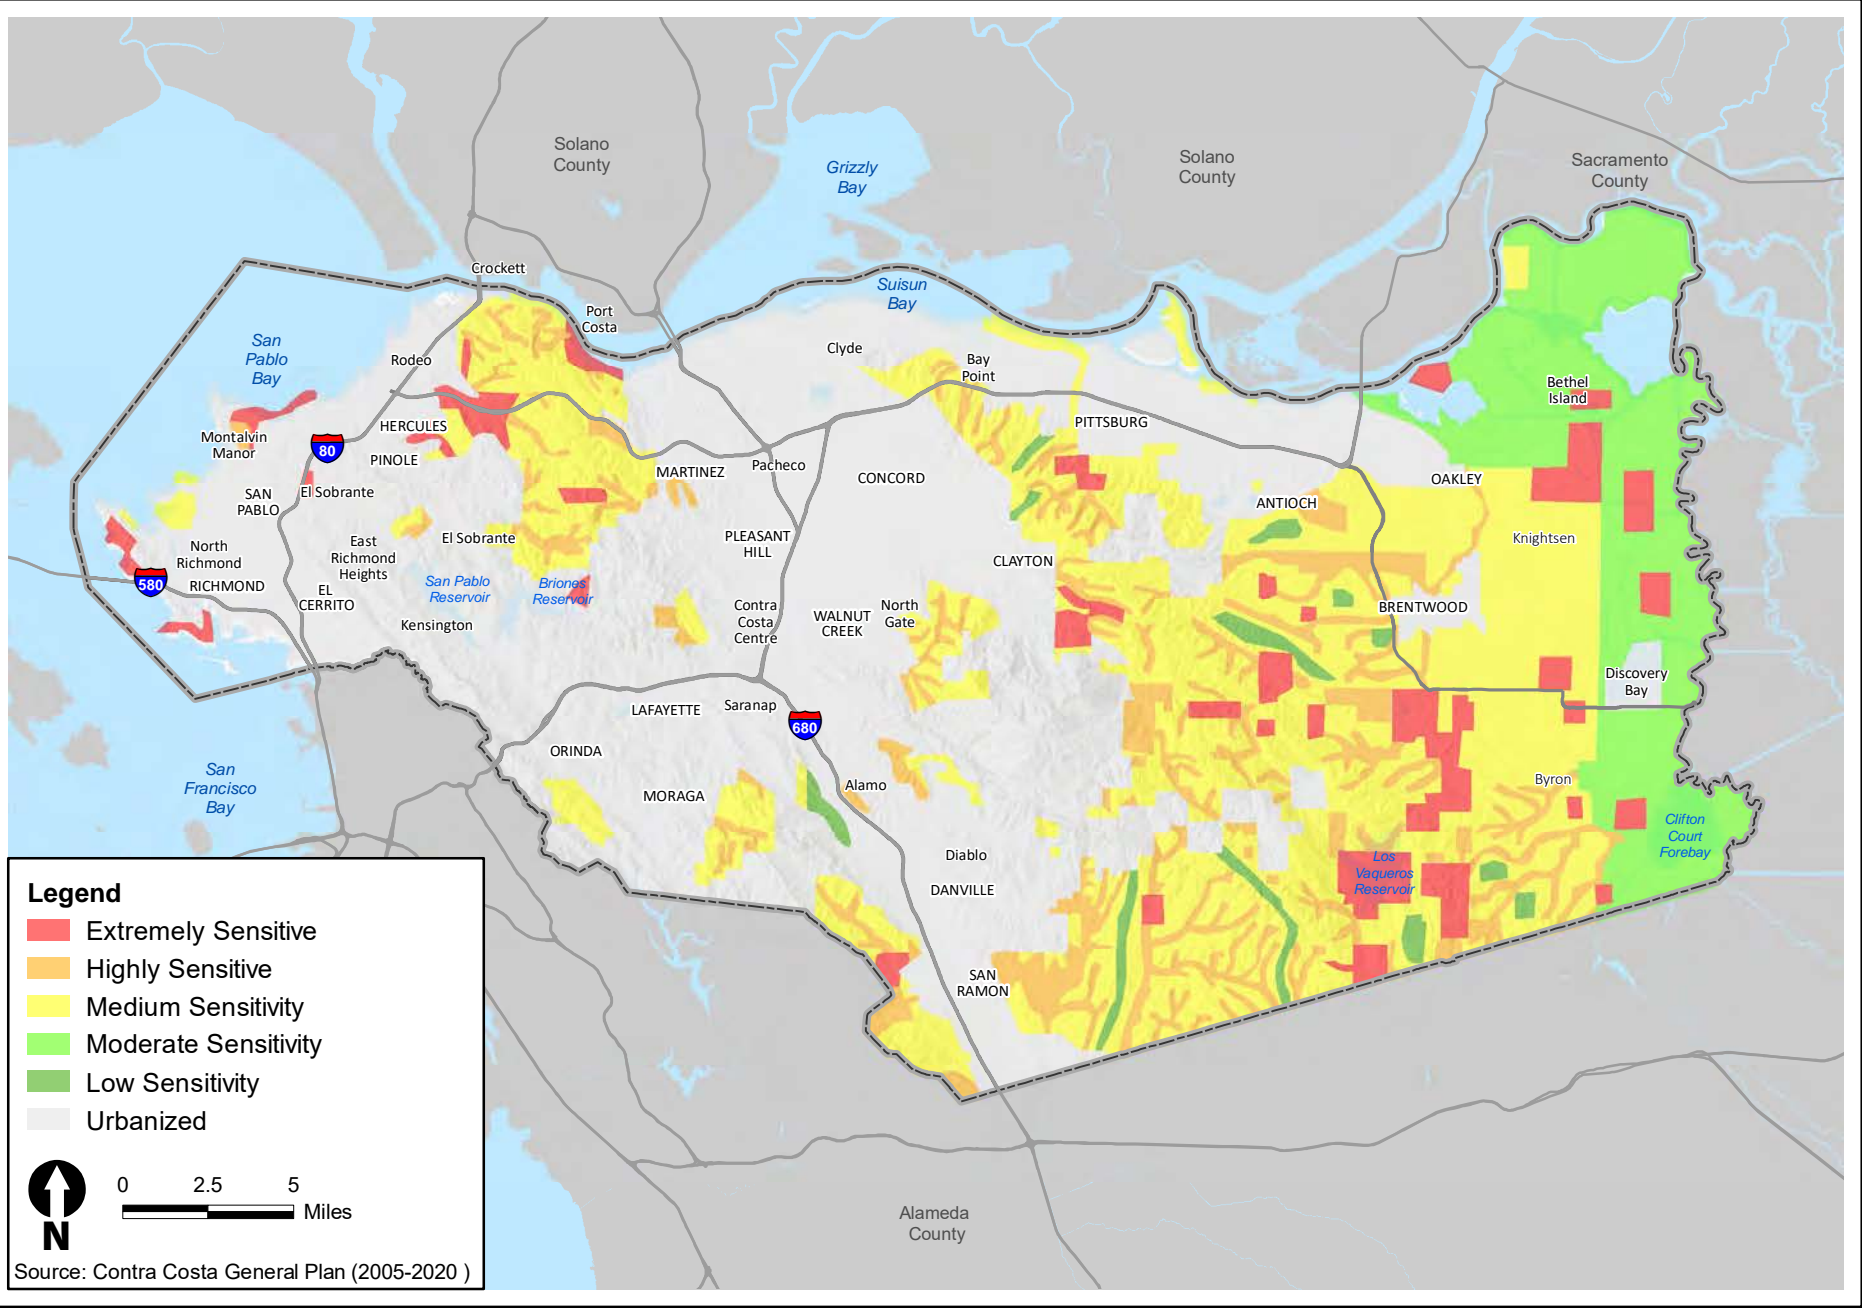 Solano
County
Grizzly
Bay
Solano
County
Sacramento
County
Crockett
Suisun
Bay
Port
Costa
San
Pablo
Bay
Rodeo
Clyde
Bay
Point
Bethel
Island
HERCULES
PITTSBURG
Montalvin
Manor
80
PINOLE
MARTINEZ
Pacheco
CONCORD
OAKLEY
El Sobrante
SAN
PABLO
ANTIOCH
PLEASANT
HILL
El Sobrante
Knightsen
North
Richmond
East
Richmond
Heights
CLAYTON
580
RICHMOND
San Pablo
Reservoir
Briones
Reservoir
EL
CERRITO
Kensington
Contra
Costa
Centre
WALNUT
CREEK
North
Gate
BRENTWOOD
Discovery
Bay
LAFAYETTE
Saranap
680
ORINDA
San
Francisco
Bay
MORAGA
Alamo
Byron
Clifton
Court
Forebay
Diablo
Los
Vaqueros
Reservoir
DANVILLE
SAN
RAMON
Legend
Extremely Sensitive
Highly Sensitive
Medium Sensitivity
Moderate Sensitivity
Low Sensitivity
Urbanized
N
0 2.5 5
Miles
Source: Contra Costa General Plan (2005-2020 )
Alameda
County